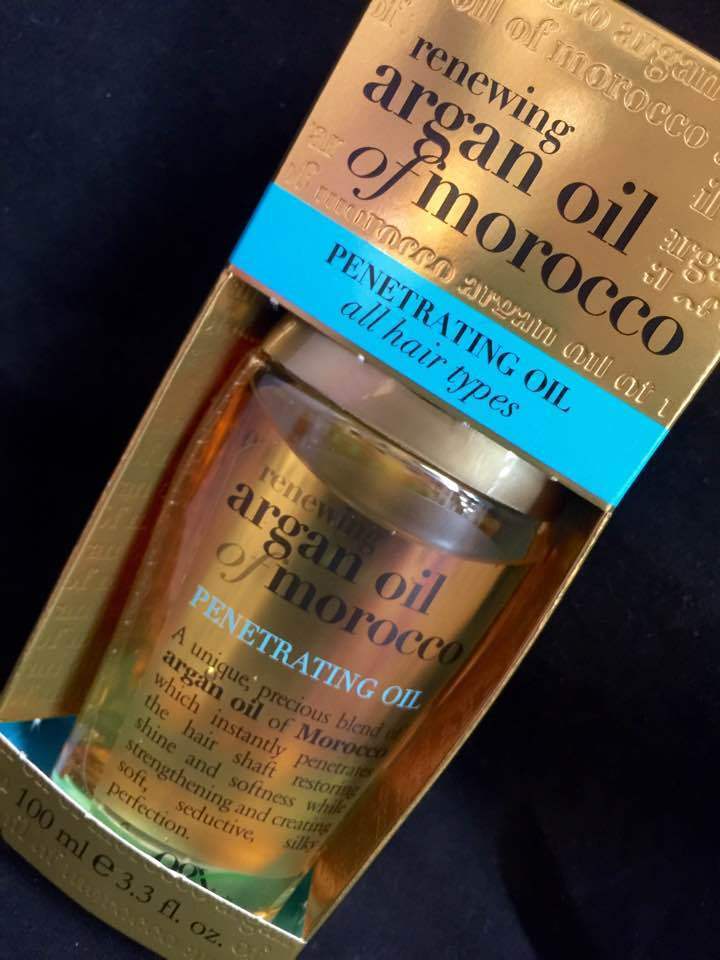 renewing
argan oil
of morocco
PENETRATING OIL
all hair types
renewing
argan oil
of morocco
PENETRATING OIL
A unique, precious blend
argan oil of Morocco
which instantly penetrates
the hair shaft restoring
shine and softness while
strengthening and creating
soft, seductive, silky
perfection.
100 ml e 3.3 fl. oz.